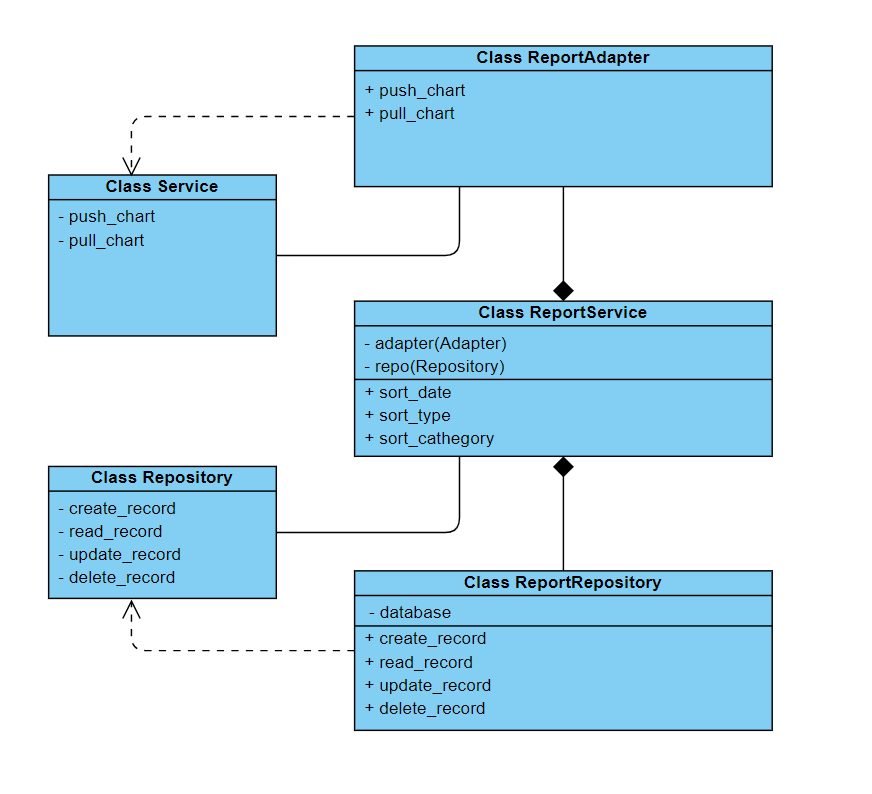 Class ReportAdapter
+ push_chart
+ pull_chart
Class Service
- push_chart
- pull_chart
Class ReportService
- adapter(Adapter)
- repo(Repository)
+ sort_date
+ sort_type
+ sort_cathegory
Class Repository
- create_record
- read_record
- update_record
- delete_record
Class ReportRepository
- database
+ create_record
+ read_record
+ update_record
+ delete_record